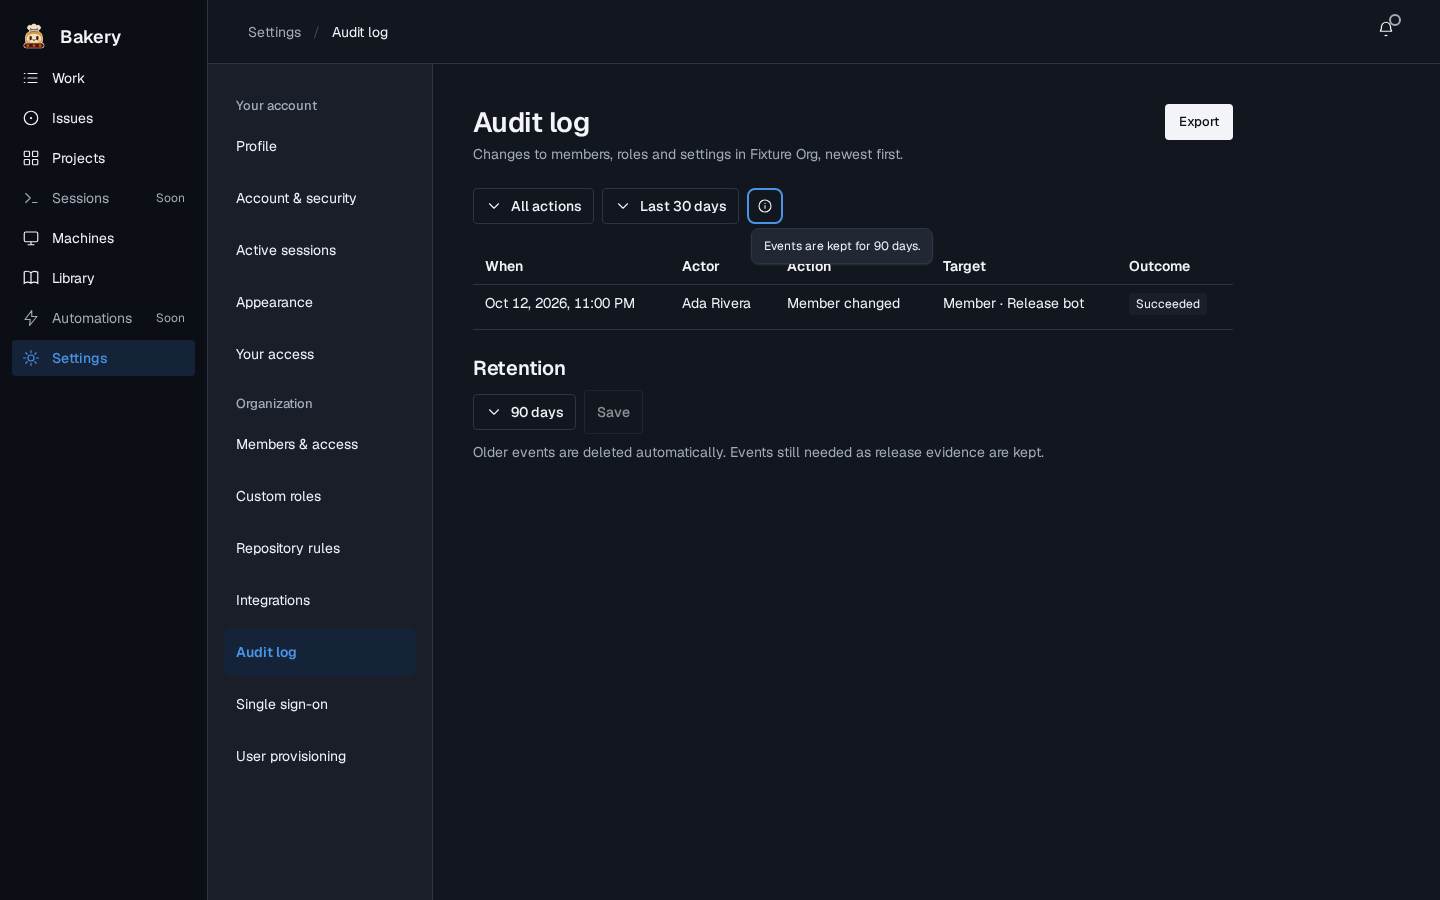 Bakery
Work
Issues
Projects
Sessions Soon
Machines
Library
Automations Soon
Settings
Settings / Audit log
Your account
Profile
Account & security
Active sessions
Appearance
Your access
Organization
Members & access
Custom roles
Repository rules
Integrations
Audit log
Single sign-on
User provisioning
Audit log
Export
Changes to members, roles and settings in Fixture Org, newest first.
All actions Last 30 days
Events are kept for 90 days.
When Actor Action Target Outcome
Oct 12, 2026, 11:00 PM Ada Rivera Member changed Member · Release bot Succeeded
Retention
90 days Save
Older events are deleted automatically. Events still needed as release evidence are kept.